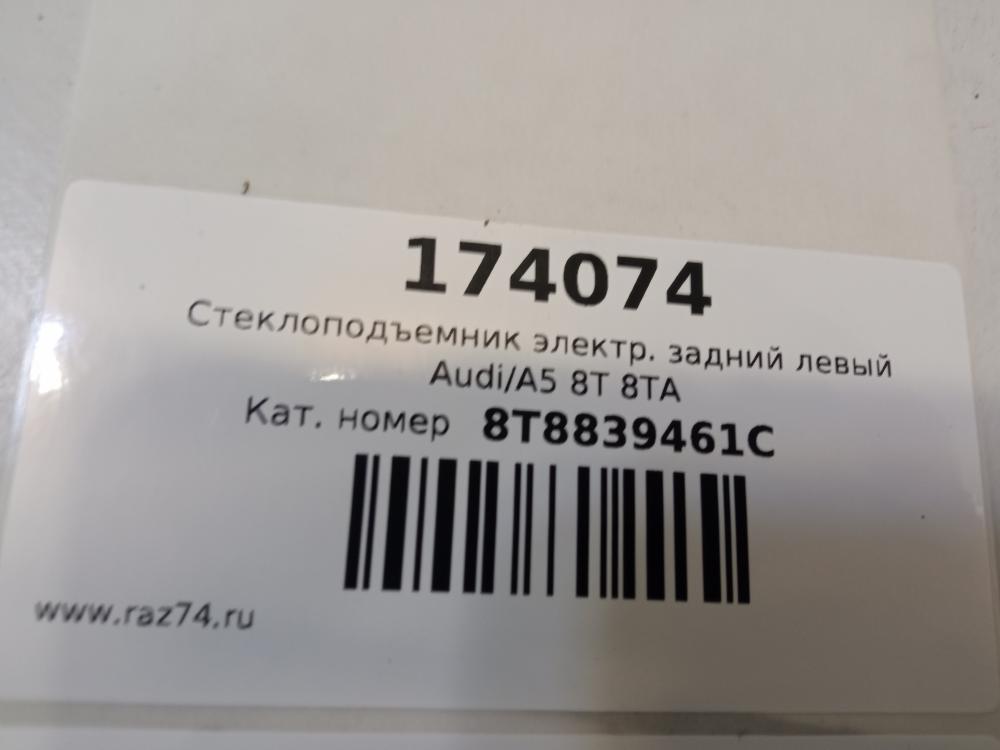 174074
Стеклоподъемник электр. задний левый
Audi/A5 8T 8TA
Кат. номер 8T8839461C
www.raz74.ru